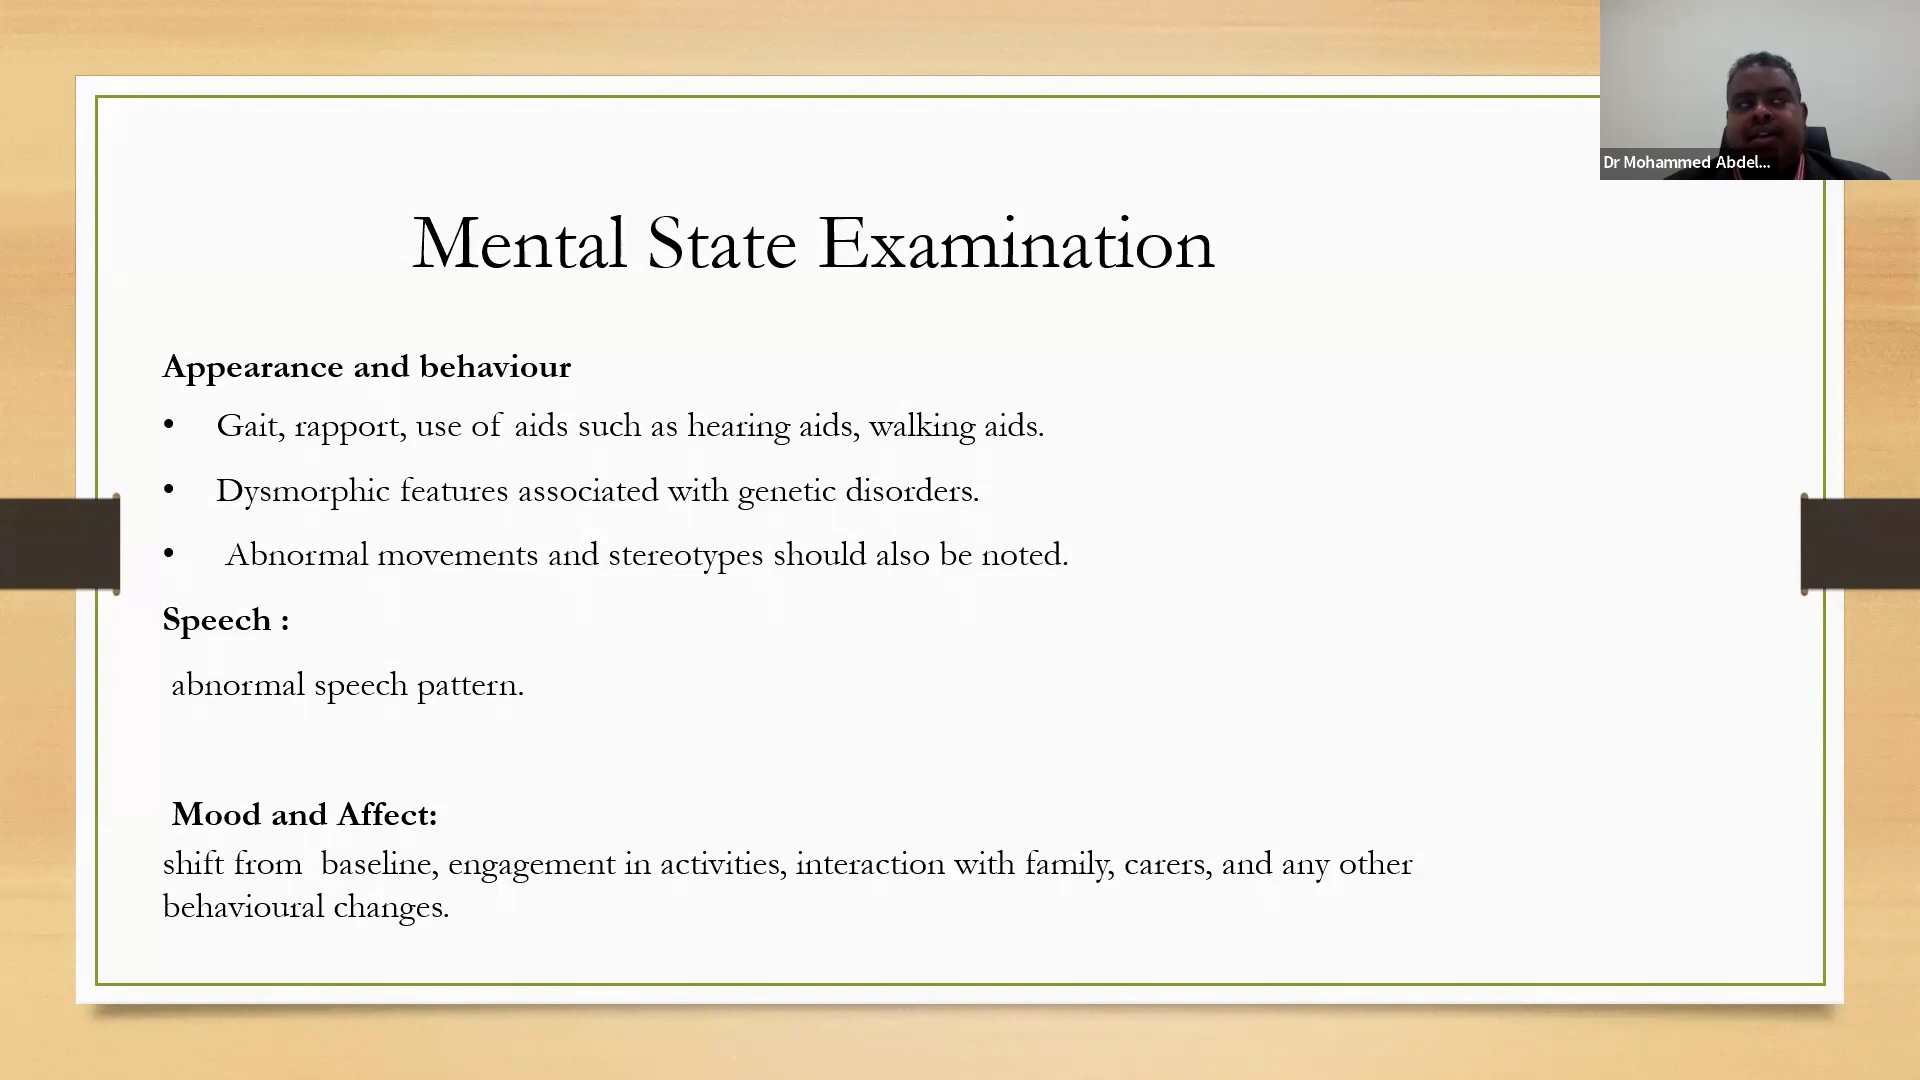 Dr Mohammed Abdel...
Mental State Examination
Appearance and behaviour
• Gait, rapport, use of aids such as hearing aids, walking aids.
• Dysmorphic features associated with genetic disorders.
• Abnormal movements and stereotypes should also be noted.
Speech :
abnormal speech pattern.
Mood and Affect:
shift from baseline, engagement in activities, interaction with family, carers, and any other
behavioural changes.